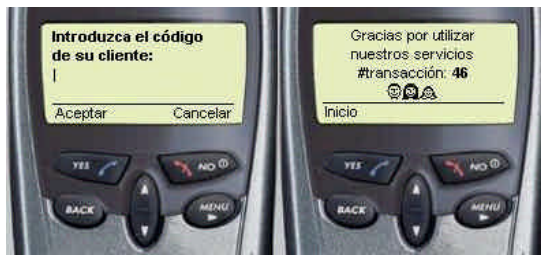 Introduzca el código
de su cliente:
Aceptar Cancelar
YES NO
BACK MENU
Gracias por utilizar
nuestros servicios
#transacción: 46
Inicio
YES NO
BACK MENU